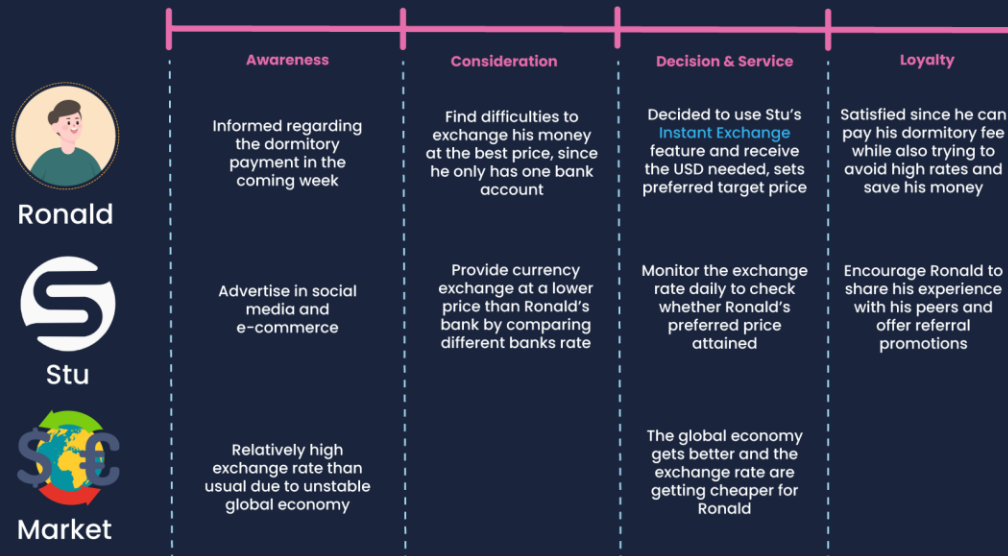 Awareness
Consideration
Decision & Service
Loyalty
Ronald
Informed regarding
the dormitory
payment in the
coming week
Find difficulties to
exchange his money
at the best price, since
he only has one bank
account
Decided to use Stu's
Instant Exchange
feature and receive
the USD needed, sets
preferred target price
Satisfied since he can
pay his dormitory fee
while also trying to
avoid high rates and
save his money
Stu
Advertise in social
media and
e-commerce
Provide currency
exchange at a lower
price than Ronald's
bank by comparing
different banks rate
Monitor the exchange
rate daily to check
whether Ronald's
preferred price
attained
Encourage Ronald to
share his experience
with his peers and
offer referral
promotions
$ €
Market
Relatively high
exchange rate than
usual due to unstable
global economy
The global economy
gets better and the
exchange rate are
getting cheaper for
Ronald